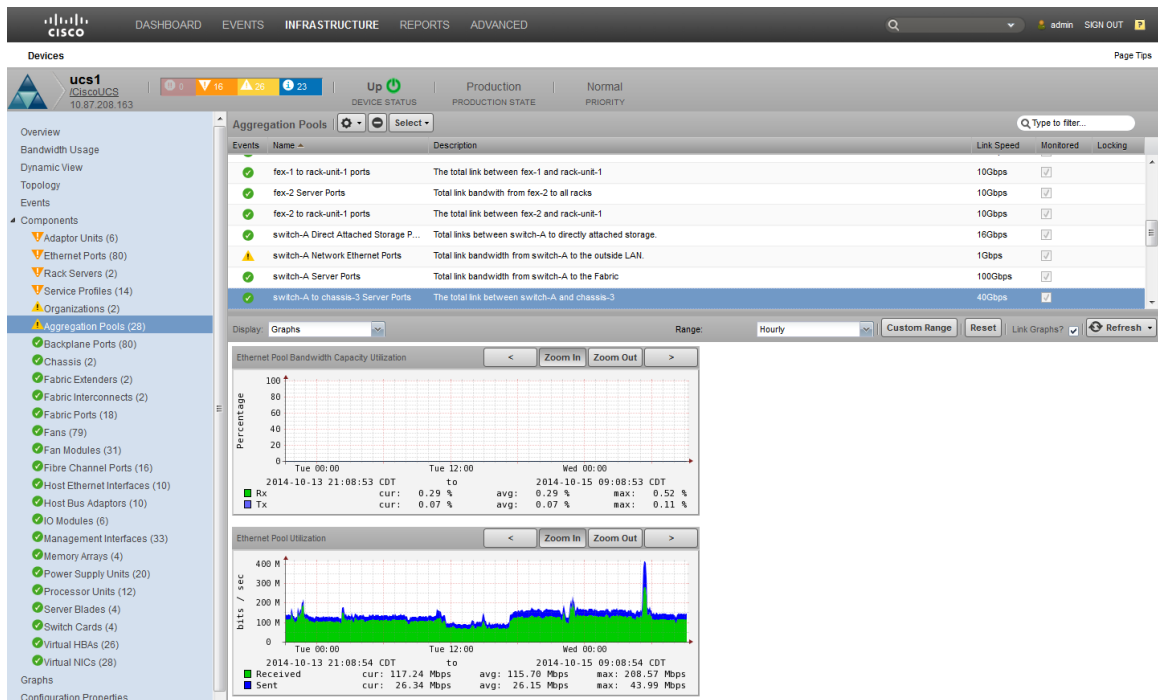 CISCO DASHBOARD EVENTS INFRASTRUCTURE REPORTS ADVANCED admin SIGN OUT ?
Devices Page Tips
ucs1
/CiscoUCS
10.87.208.163
0 16 26 23
Up
DEVICE STATUS
Production
PRODUCTION STATE
Normal
PRIORITY
Overview
Bandwidth Usage
Dynamic View
Topology
Events
Components
Adaptor Units (6)
Ethernet Ports (80)
Rack Servers (2)
Service Profiles (14)
Organizations (2)
Aggregation Pools (28)
Backplane Ports (80)
Chassis (2)
Fabric Extenders (2)
Fabric Interconnects (2)
Fabric Ports (18)
Fans (79)
Fan Modules (31)
Fibre Channel Ports (16)
Host Ethernet Interfaces (10)
Host Bus Adaptors (10)
IO Modules (6)
Management Interfaces (33)
Memory Arrays (4)
Power Supply Units (20)
Processor Units (12)
Server Blades (4)
Switch Cards (4)
Virtual HBAs (26)
Virtual NICs (28)
Graphs
Configuration Properties
Aggregation Pools Select Type to filter...
Events Name Description Link Speed Monitored Locking
fex-1 to rack-unit-1 ports The total link between fex-1 and rack-unit-1 10Gbps
fex-2 Server Ports Total link bandwith from fex-2 to all racks 10Gbps
fex-2 to rack-unit-1 ports The total link between fex-2 and rack-unit-1 10Gbps
switch-A Direct Attached Storage P... Total links between switch-A to directly attached storage. 16Gbps
switch-A Network Ethernet Ports Total link bandwidth from switch-A to the outside LAN. 1Gbps
switch-A Server Ports Total link bandwidth from switch-A to the Fabric 100Gbps
switch-A to chassis-3 Server Ports The total link between switch-A and chassis-3 40Gbps
Display: Graphs Range: Hourly Custom Range Reset Link Graphs? Refresh
Ethernet Pool Bandwidth Capacity Utilization < Zoom In Zoom Out >
Percentage
100
80
60
40
20
0
Tue 00:00 Tue 12:00 Wed 00:00
2014-10-13 21:08:53 CDT to 2014-10-15 09:08:53 CDT
Rx cur: 0.29 % avg: 0.29 % max: 0.52 %
Tx cur: 0.07 % avg: 0.07 % max: 0.11 %
Ethernet Pool Utilization < Zoom In Zoom Out >
bits / sec
400 M
300 M
200 M
100 M
0
Tue 00:00 Tue 12:00 Wed 00:00
2014-10-13 21:08:54 CDT to 2014-10-15 09:08:54 CDT
Received cur: 117.24 Mbps avg: 115.70 Mbps max: 208.57 Mbps
Sent cur: 26.34 Mbps avg: 26.15 Mbps max: 43.99 Mbps